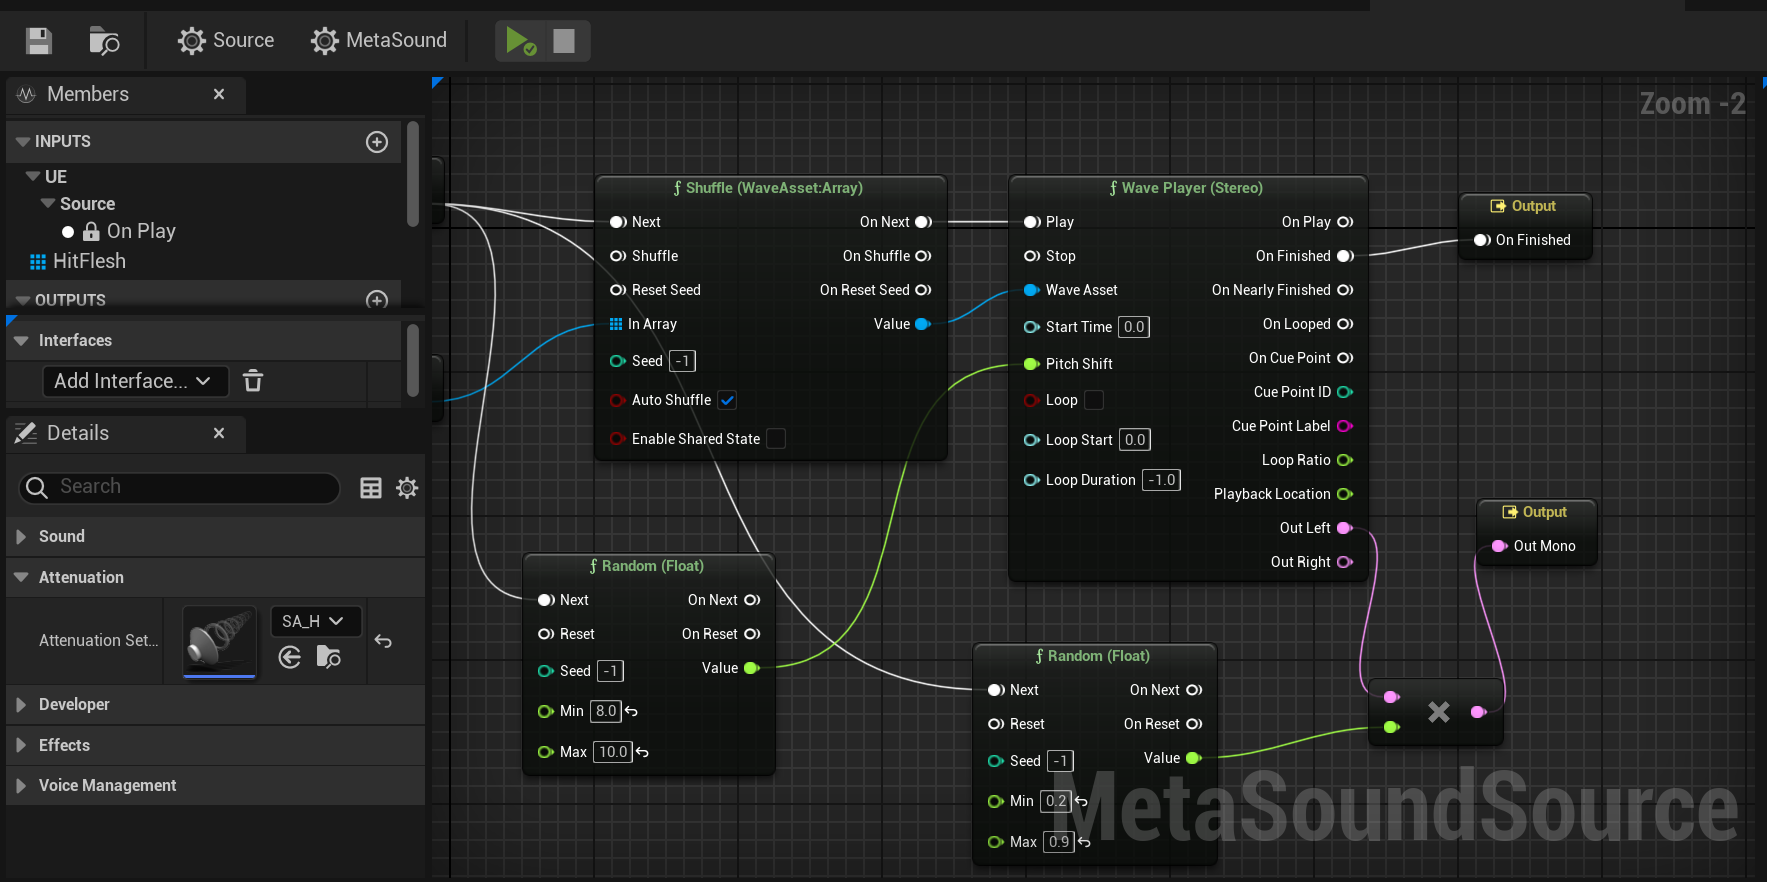 Source
MetaSound
Members
INPUTS
UE
Source
On Play
HitFlesh
OUTPUTS
Interfaces
Add Interface...
Details
Search
Sound
Attenuation
Attenuation Set...
SA_H
Developer
Effects
Voice Management
Zoom -2
Shuffle (WaveAsset:Array)
Next
On Next
Shuffle
On Shuffle
Reset Seed
On Reset Seed
In Array
Value
Seed -1
Auto Shuffle
Enable Shared State
Wave Player (Stereo)
Play
On Play
Stop
On Finished
Wave Asset
On Nearly Finished
Start Time 0.0
On Looped
Pitch Shift
On Cue Point
Loop
Cue Point ID
Loop Start 0.0
Cue Point Label
Loop Duration -1.0
Loop Ratio
Playback Location
Out Left
Out Right
Output
On Finished
Output
Out Mono
Random (Float)
Next
On Next
Reset
On Reset
Seed -1
Value
Min 8.0
Max 10.0
Random (Float)
Next
On Next
Reset
On Reset
Seed -1
Value
Min 0.2
Max 0.9
MetaSoundSource